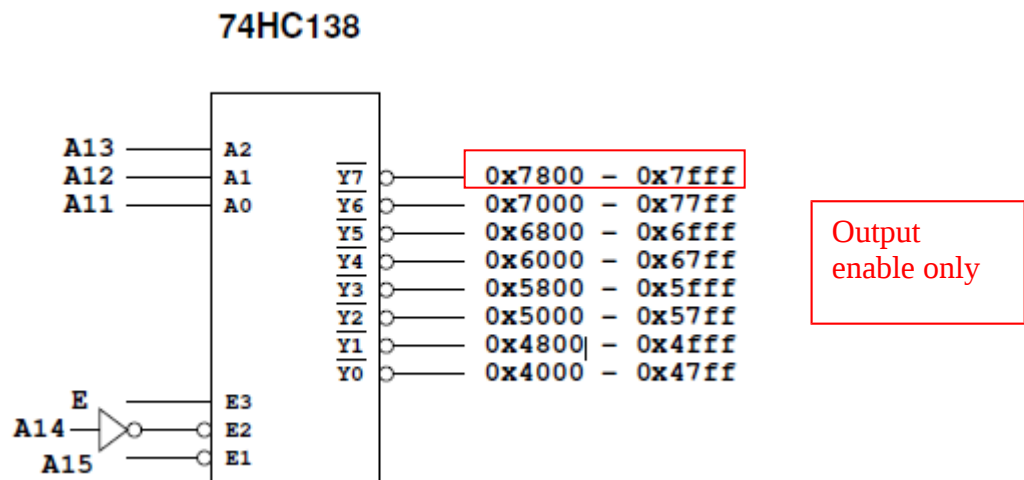 74HC138
A13 A2
A12 A1 Y7 0x7800 - 0x7fff
A11 A0 Y6 0x7000 - 0x77ff
Y5 0x6800 - 0x6fff
Output
enable only
Y4 0x6000 - 0x67ff
Y3 0x5800 - 0x5fff
Y2 0x5000 - 0x57ff
Y1 0x4800 - 0x4fff
Y0 0x4000 - 0x47ff
E E3
A14 E2
A15 E1